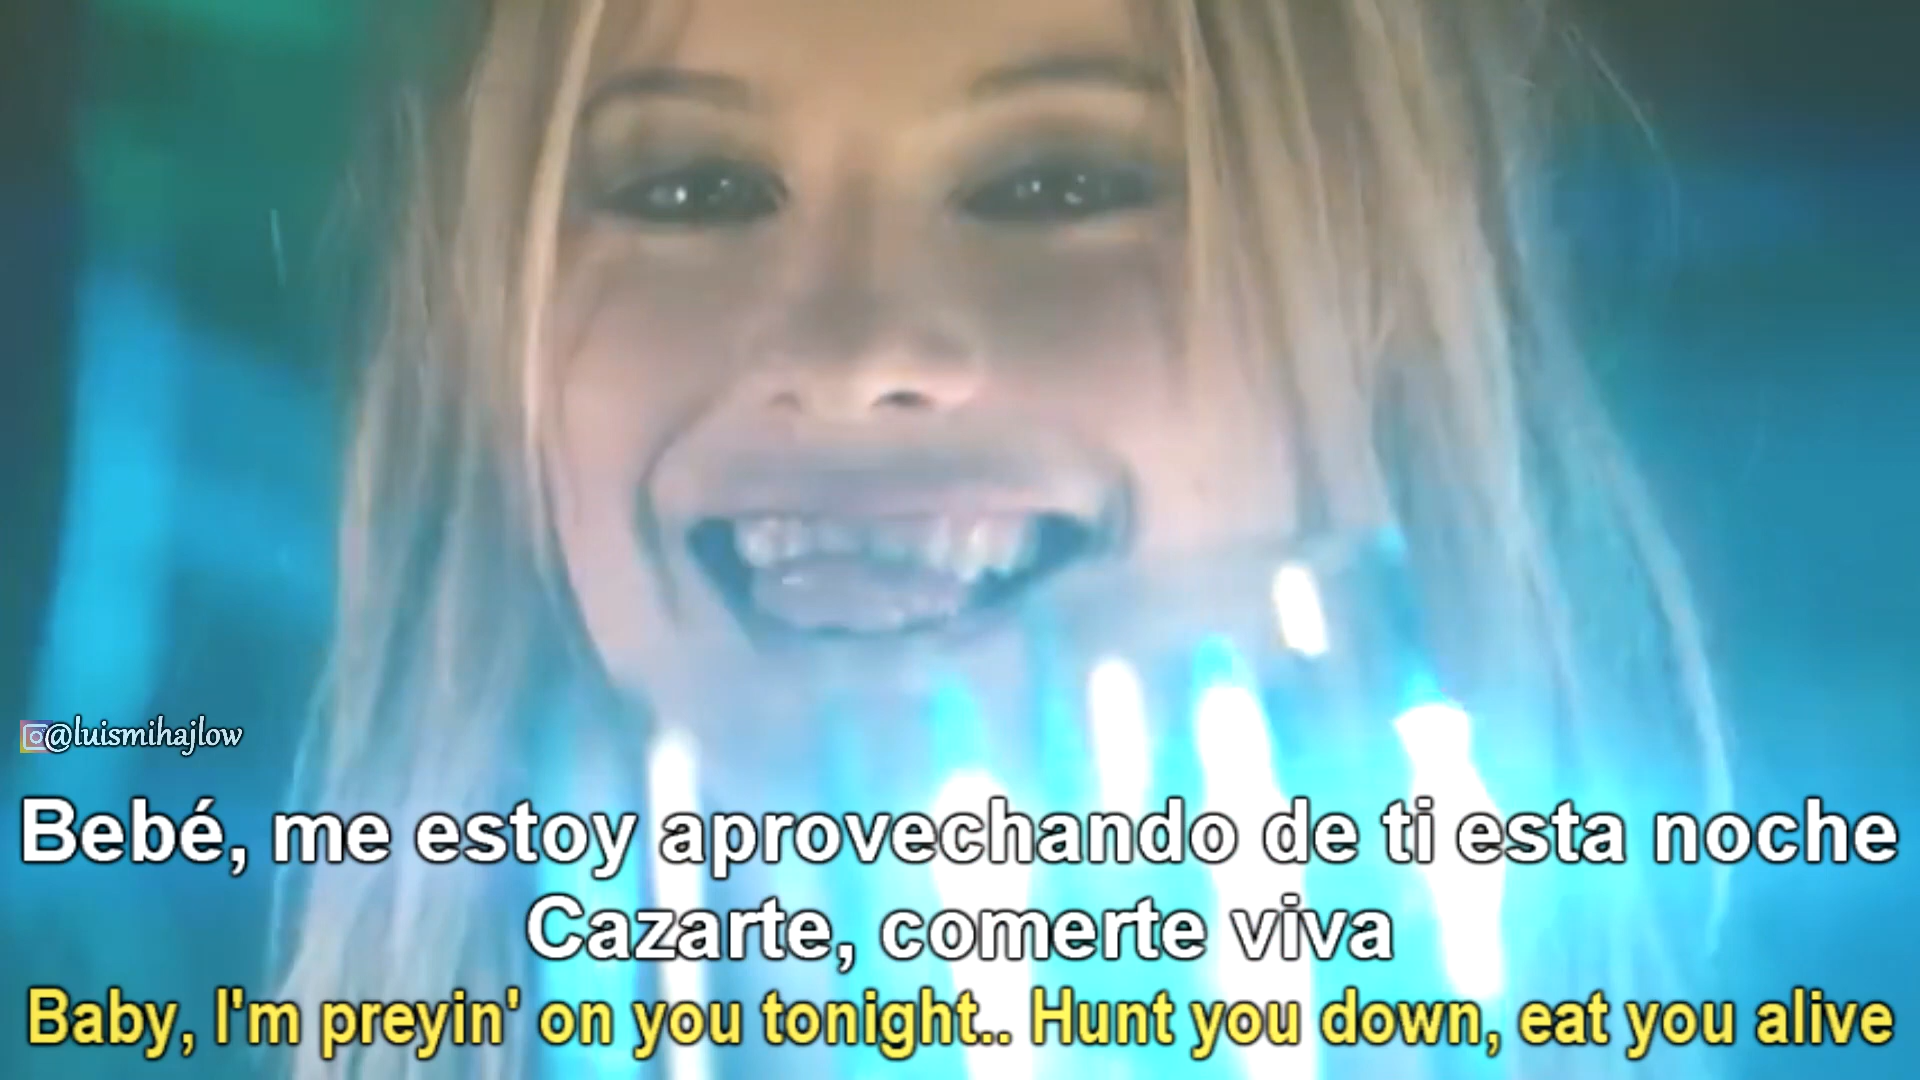 @luismihajlow
Bebé, me estoy aprovechando de ti esta noche
Cazarte, comerte viva
Baby, I'm preyin' on you tonight.. Hunt you down, eat you alive